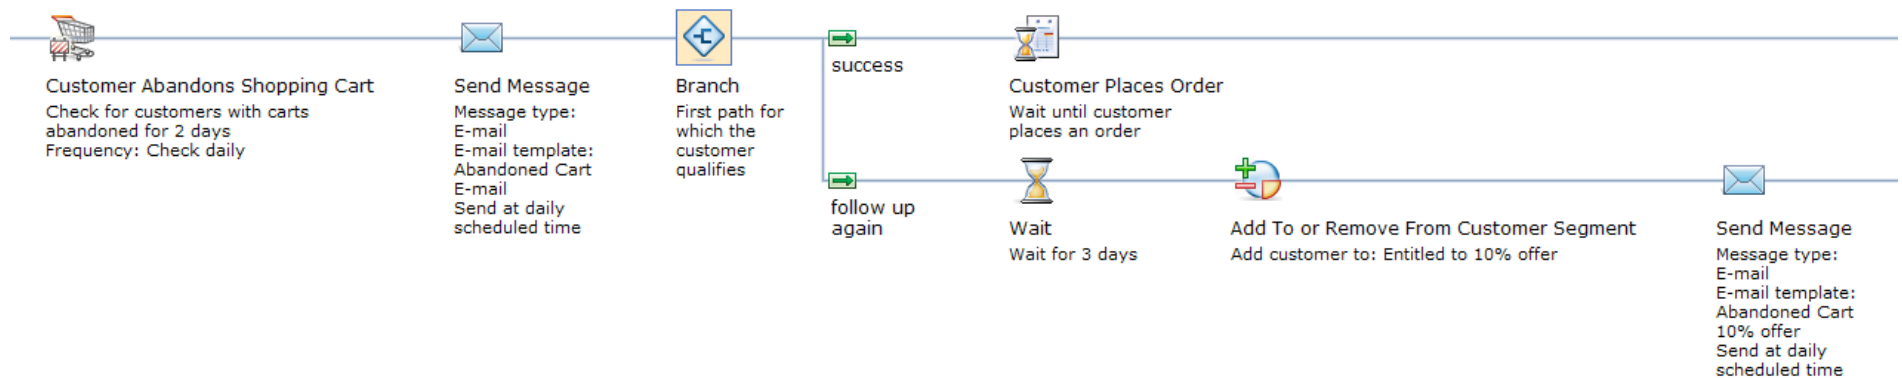 Customer Abandons Shopping Cart
Check for customers with carts
abandoned for 2 days
Frequency: Check daily
Send Message
Message type:
E-mail
E-mail template:
Abandoned Cart
E-mail
Send at daily
scheduled time
Branch
First path for
which the
customer
qualifies
success
Customer Places Order
Wait until customer
places an order
follow up
again
Wait
Wait for 3 days
Add To or Remove From Customer Segment
Add customer to: Entitled to 10% offer
Send Message
Message type:
E-mail
E-mail template:
Abandoned Cart
10% offer
Send at daily
scheduled time